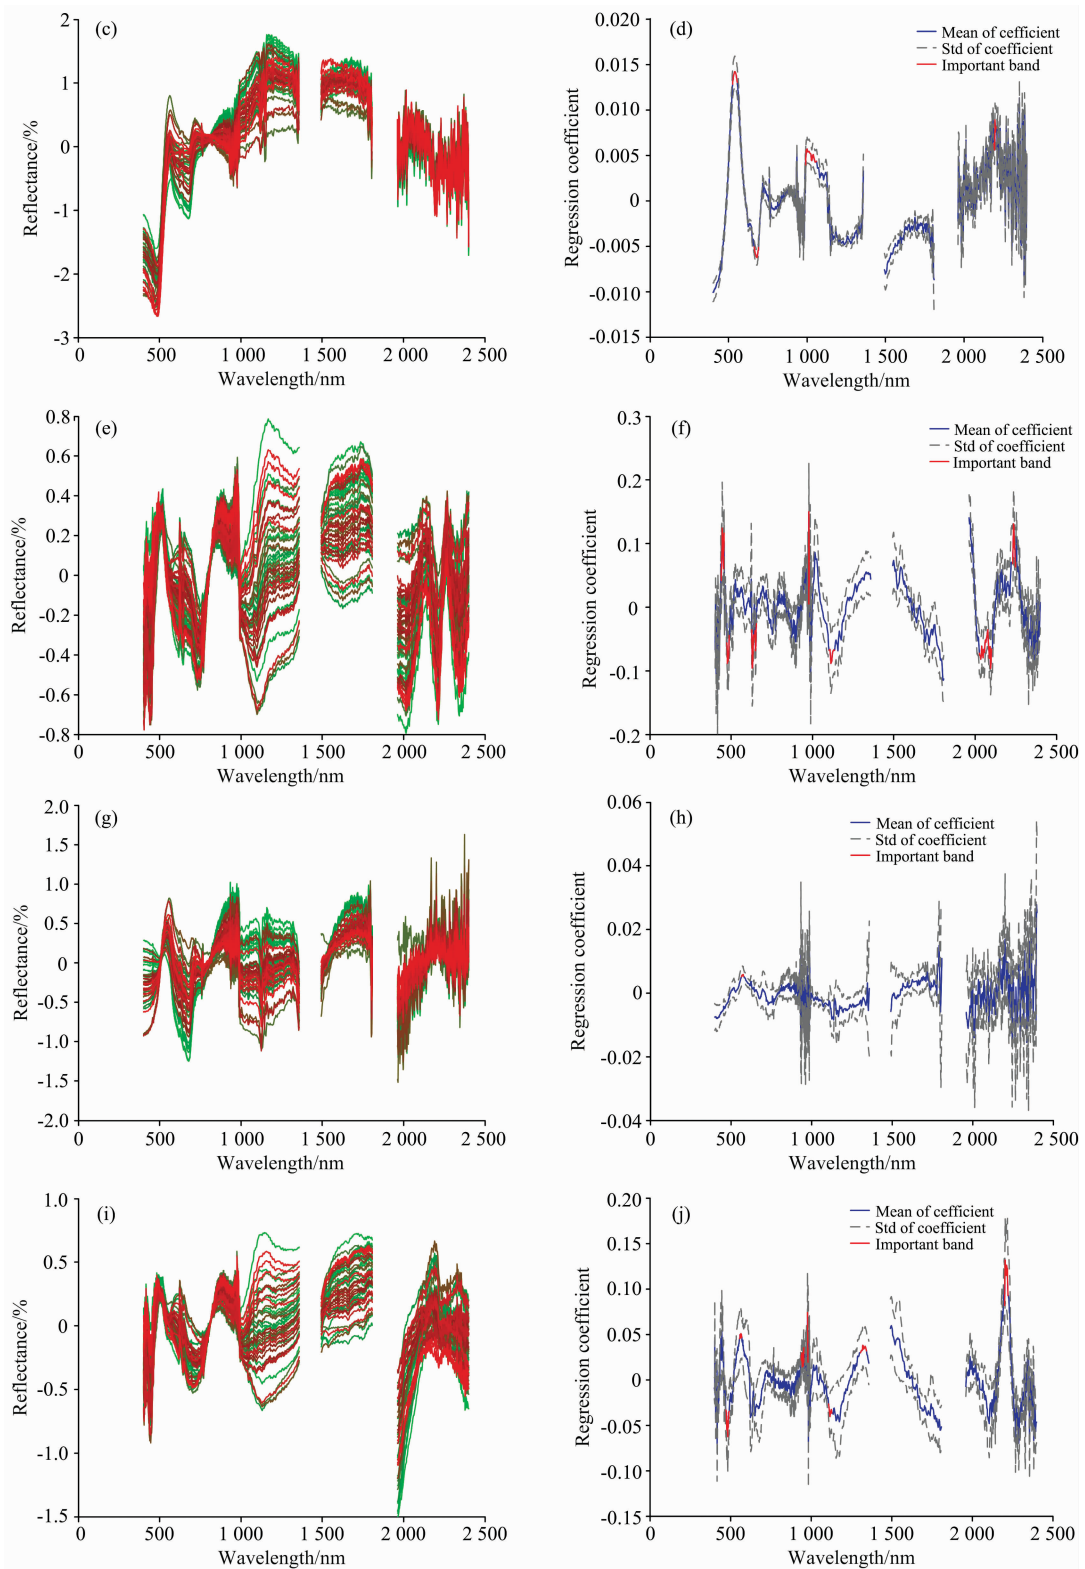 (c)
2
1
0
-1
-2
-3
Reflectance/%
0
500
1 000
1 500
2 000
2 500
Wavelength/nm
(d)
0.020
0.015
0.010
0.005
0
-0.005
-0.010
-0.015
Regression coefficient
Mean of cefficient
Std of coefficient
Important band
0
500
1 000
1 500
2 000
2 500
Wavelength/nm
(e)
0.8
0.6
0.4
0.2
0
-0.2
-0.4
-0.6
-0.8
Reflectance/%
0
500
1 000
1 500
2 000
2 500
Wavelength/nm
(f)
0.3
0.2
0.1
0
-0.1
-0.2
Regression coefficient
Mean of cefficient
Std of coefficient
Important band
0
500
1 000
1 500
2 000
2 500
Wavelength/nm
(g)
2.0
1.5
1.0
0.5
0
-0.5
-1.0
-1.5
-2.0
Reflectance/%
0
500
1 000
1 500
2 000
2 500
Wavelength/nm
(h)
0.06
0.04
0.02
0
-0.02
-0.04
Regression coefficient
Mean of cefficient
Std of coefficient
Important band
0
500
1 000
1 500
2 000
2 500
Wavelength/nm
(i)
1.0
0.5
0
-0.5
-1.0
-1.5
Reflectance/%
0
500
1 000
1 500
2 000
2 500
Wavelength/nm
(j)
0.20
0.15
0.10
0.05
0
-0.05
-0.10
-0.15
Regression coefficient
Mean of cefficient
Std of coefficient
Important band
0
500
1 000
1 500
2 000
2 500
Wavelength/nm